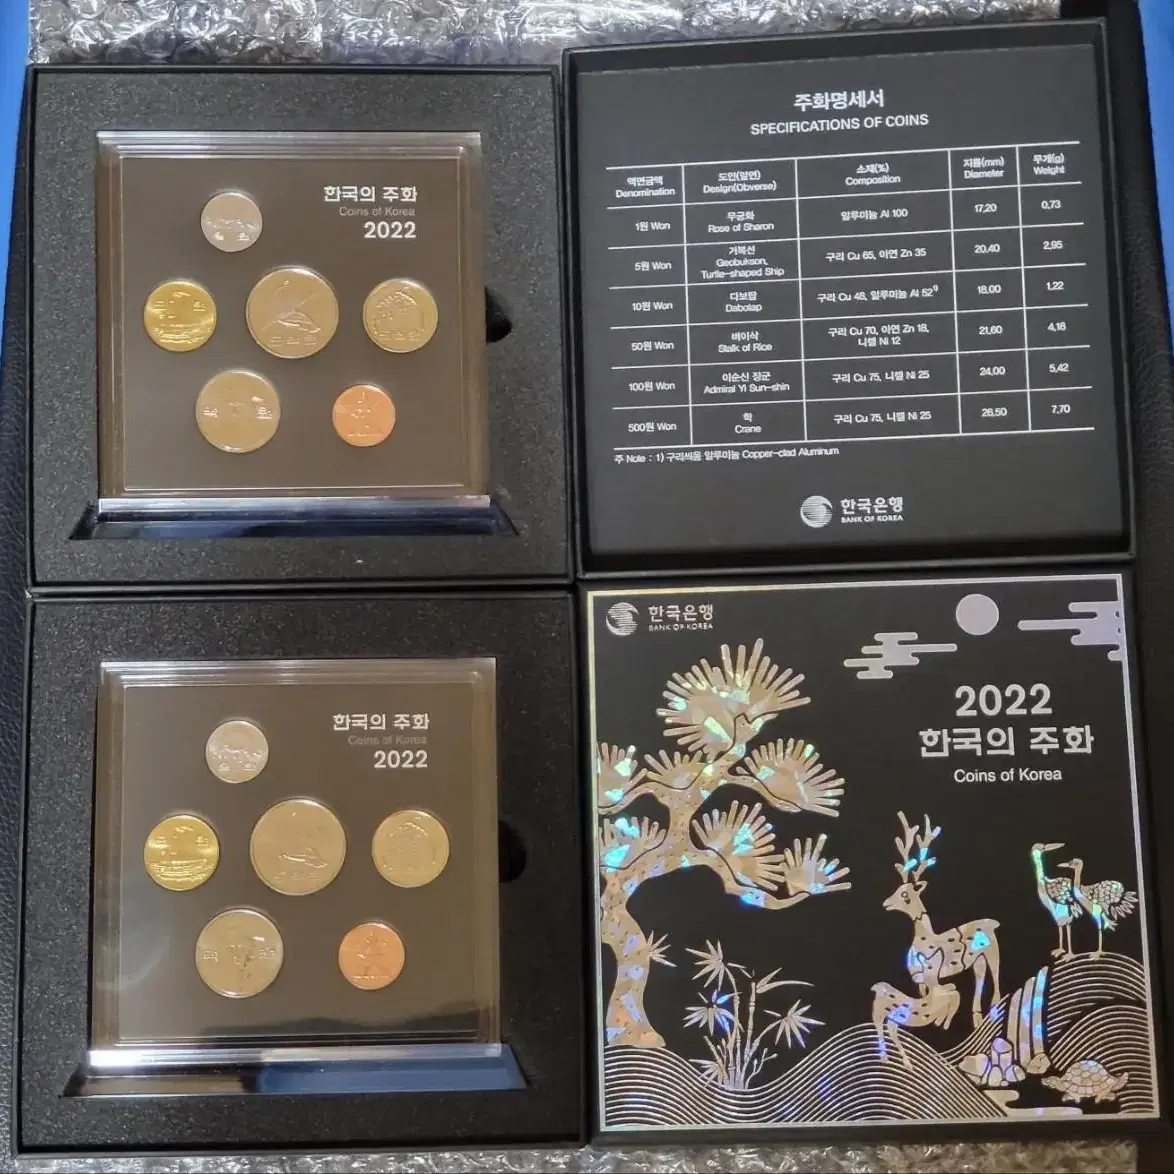 한국의 주화
Coins of Korea
2022
주화명세서
SPECIFICATIONS OF COINS
액면금액
Denomination
도안(앞면)
Design(Obverse)
소재(%)
Composition
지름(mm)
Diameter
무게(g)
Weight
1원 Won
무궁화
Rose of Sharon
알루미늄 Al 100
17.20
0.73
5원 Won
거북선
Geobukson,
Turtle-shaped Ship
구리 Cu 65, 아연 Zn 35
20.40
2.95
10원 Won
다보탑
Dabotap
구리 Cu 48, 알루미늄 Al 52¹⁾
18.00
1.22
50원 Won
벼이삭
Stalk of Rice
구리 Cu 70, 아연 Zn 18,
니켈 Ni 12
21.60
4.16
100원 Won
이순신 장군
Admiral Yi Sun-shin
구리 Cu 75, 니켈 Ni 25
24.00
5.42
500원 Won
학
Crane
구리 Cu 75, 니켈 Ni 25
26.50
7.70
주 Note : 1) 구리씌움 알루미늄 Copper-clad Aluminum
한국은행
BANK OF KOREA
한국의 주화
Coins of Korea
2022
한국은행
BANK OF KOREA
2022
한국의 주화
Coins of Korea